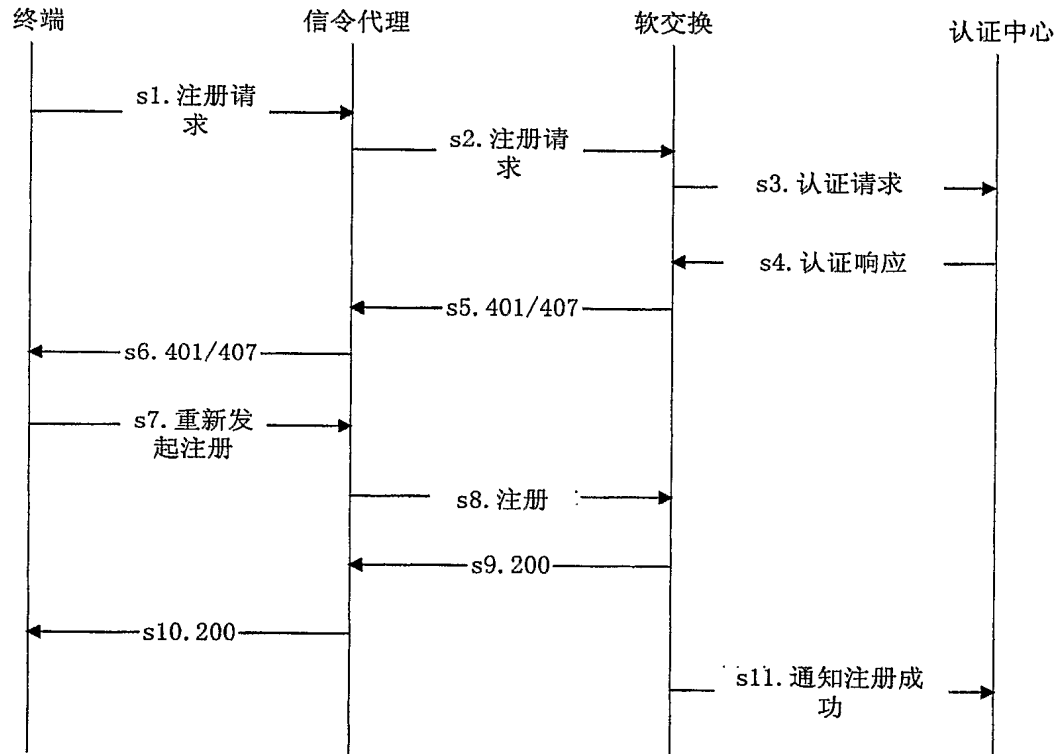 终端
信令代理
软交换
认证中心
s1.注册请
求
s2.注册请
求
s3.认证请求
s4.认证响应
s5.401/407
s6.401/407
s7.重新发
起注册
s8.注册
s9.200
s10.200
s11.通知注册成
功